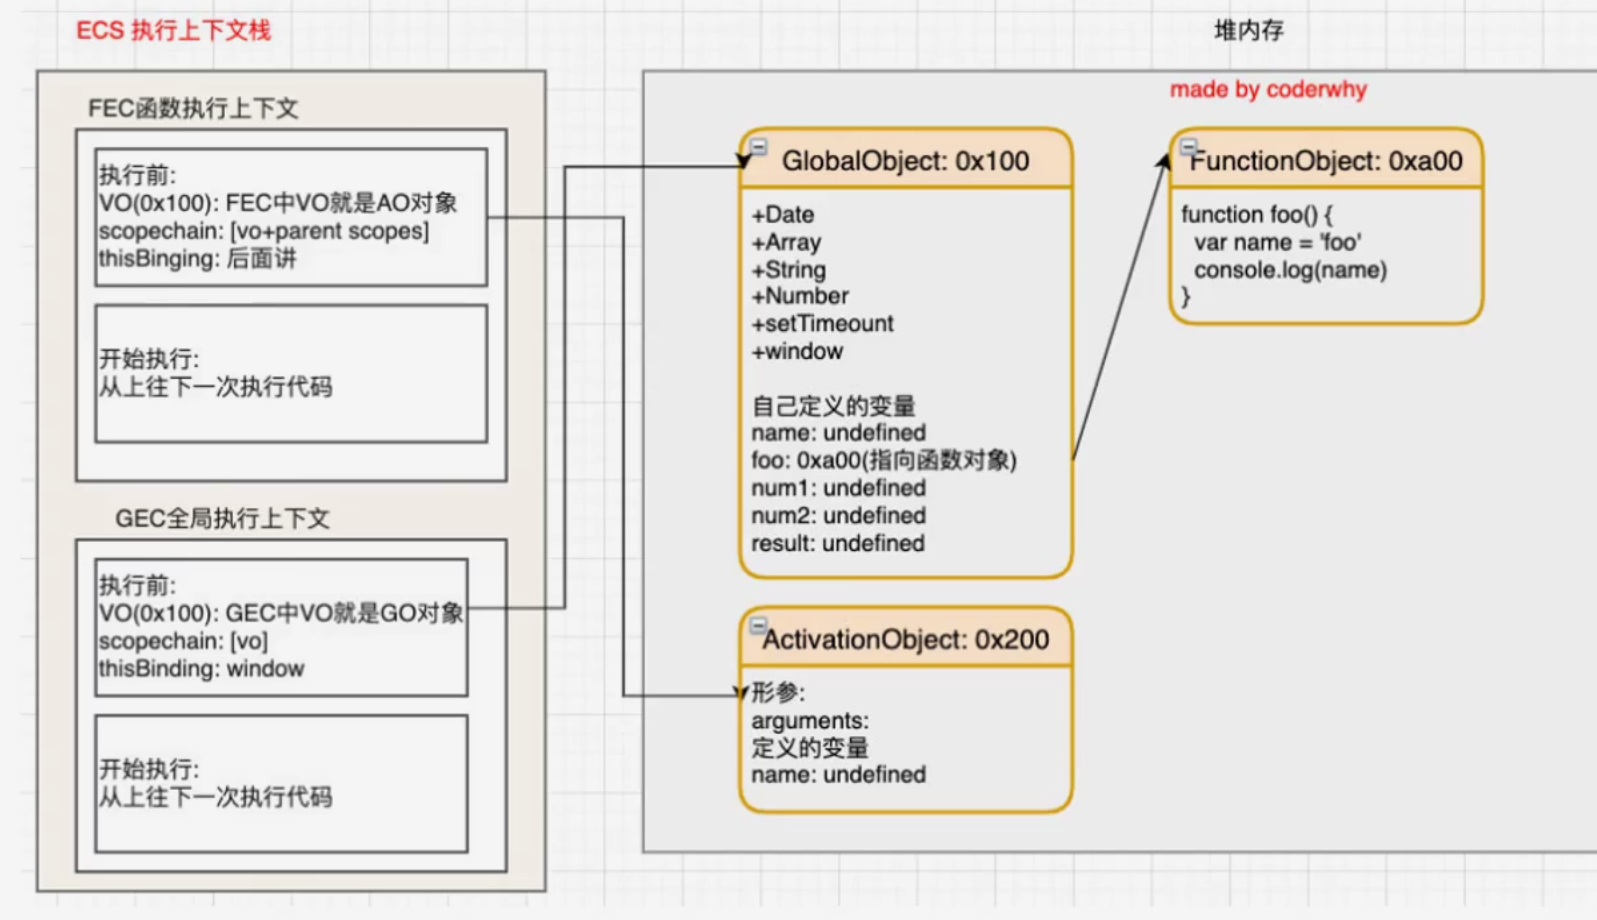 ECS 执行上下文栈
FEC函数执行上下文
执行前:
VO(0x100): FEC中VO就是AO对象
scopechain: [vo+parent scopes]
thisBinging: 后面讲
开始执行:
从上往下一次执行代码
GEC全局执行上下文
执行前:
VO(0x100): GEC中VO就是GO对象
scopechain: [vo]
thisBinding: window
开始执行:
从上往下一次执行代码
堆内存
made by coderwhy
GlobalObject: 0x100
+Date
+Array
+String
+Number
+setTimeount
+window
自己定义的变量
name: undefined
foo: 0xa00(指向函数对象)
num1: undefined
num2: undefined
result: undefined
FunctionObject: 0xa00
function foo() {
var name = 'foo'
console.log(name)
}
ActivationObject: 0x200
形参:
arguments:
定义的变量
name: undefined